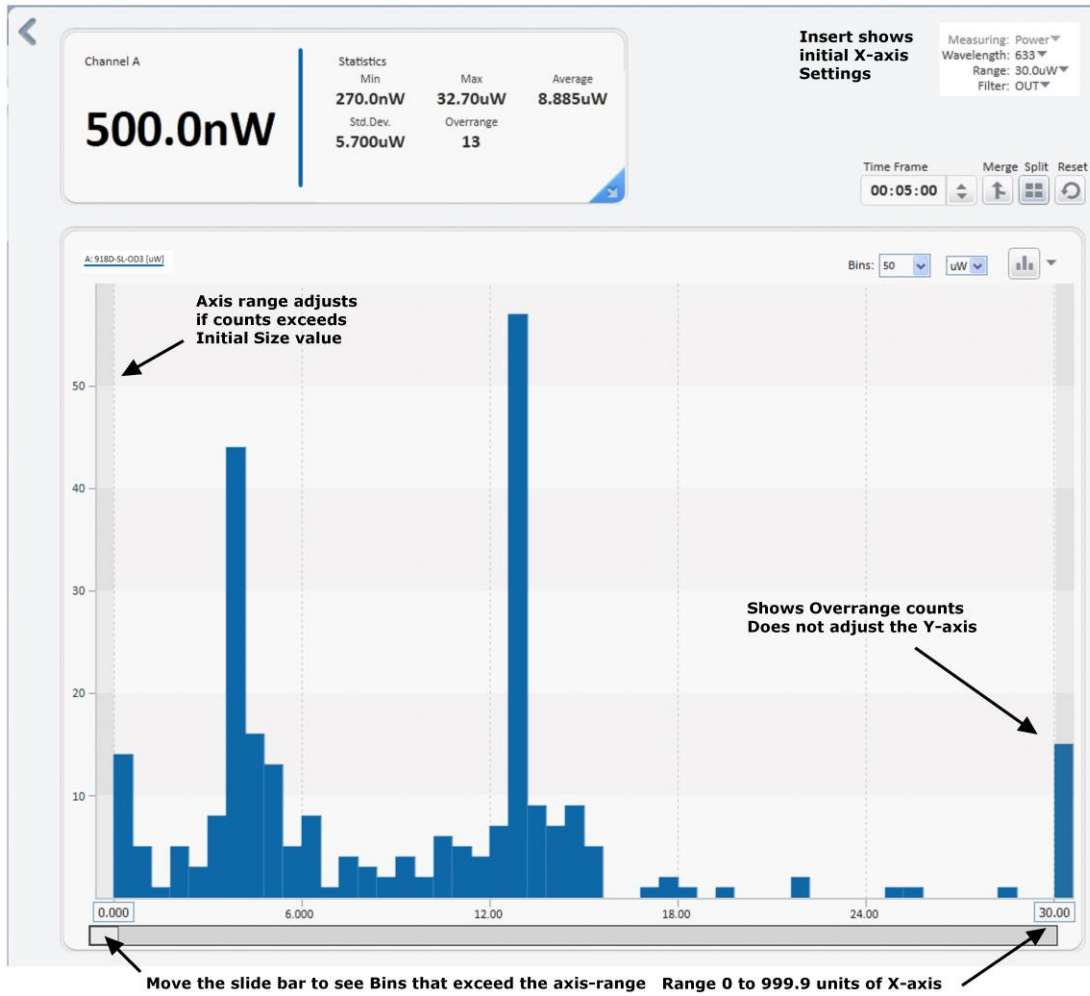 Channel A
500.0nW
Statistics
Min Max Average
270.0nW 32.70uW 8.885uW
Std.Dev. Overrange
5.700uW 13
Insert shows
initial X-axis
Settings
Measuring: Power
Wavelength: 633
Range: 30.0uW
Filter: OUT
Time Frame Merge Split Reset
00:05:00
A: 918D-SL-OD3 [uW]
Bins: 50 uW
Axis range adjusts
if counts exceeds
Initial Size value
50
40
30
Shows Overrange counts
Does not adjust the Y-axis
20
10
0.000 6.000 12.00 18.00 24.00 30.00
Move the slide bar to see Bins that exceed the axis-range Range 0 to 999.9 units of X-axis